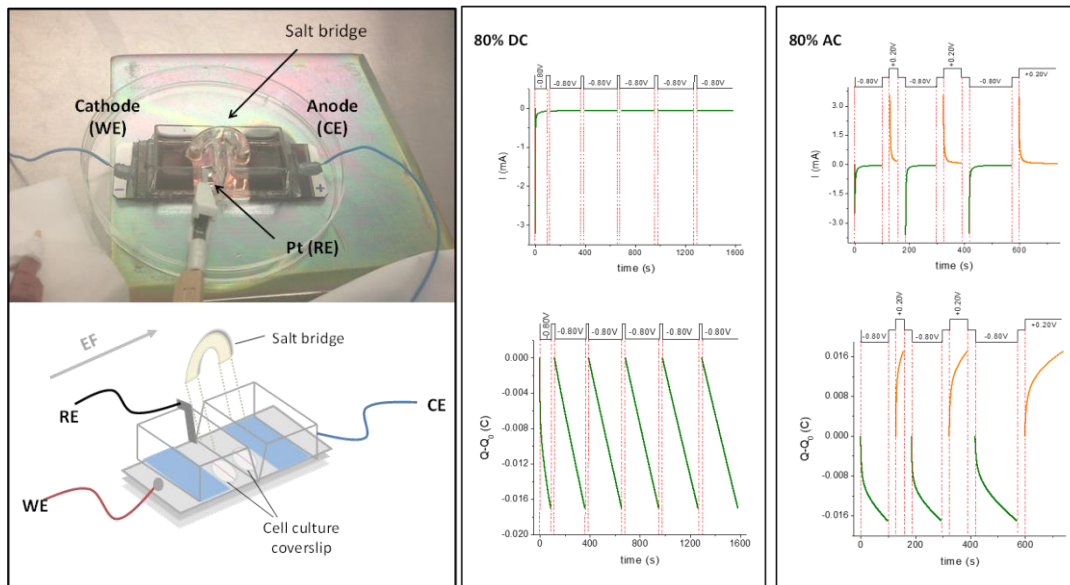 Salt bridge
Cathode
(WE)
Anode
(CE)
−
+
Pt (RE)
EF
Salt bridge
RE
CE
WE
Cell culture
coverslip
80% DC
-0.80V
-0.80V -0.80V -0.80V -0.80V -0.80V
0
-1
-2
-3
I (mA)
0 400 800 1200 1600
time (s)
-0.80V
-0.80V -0.80V -0.80V -0.80V -0.80V
0.000
-0.004
-0.008
-0.012
-0.016
-0.020
Q-Q0 (C)
0 400 800 1200 1600
time (s)
80% AC
+0.20V +0.20V
+0.20V
-0.80V -0.80V -0.80V
3.0
1.5
0.0
-1.5
-3.0
I (mA)
0 200 400 600
time (s)
+0.20V +0.20V
+0.20V
-0.80V -0.80V -0.80V
0.016
0.008
0.000
-0.008
-0.016
Q-Q0 (C)
0 200 400 600
time (s)